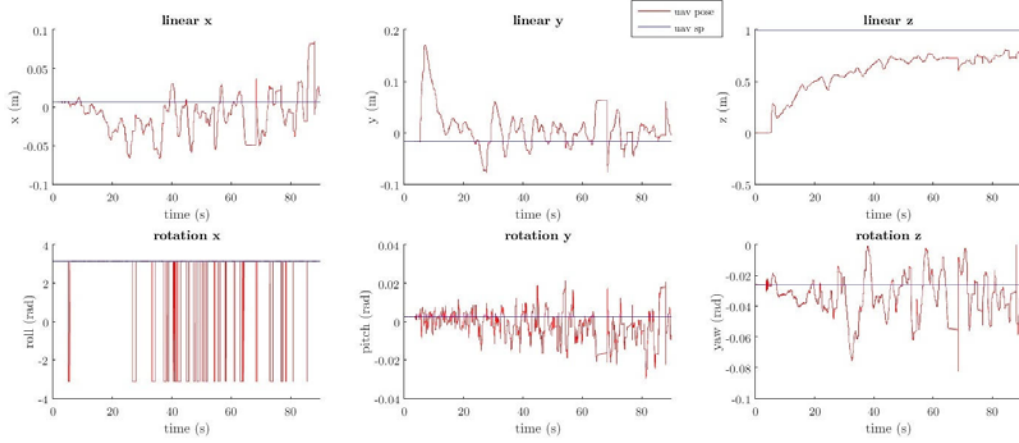 linear x
linear y
linear z
uav pose
uav sp
0.1
0.05
0
-0.05
-0.1
x (m)
0 20 40 60 80
time (s)
0.2
0.1
0
-0.1
y (m)
0 20 40 60 80
time (s)
1
0.5
0
-0.5
z (m)
0 20 40 60 80
time (s)
rotation x
rotation y
rotation z
4
2
0
-2
-4
roll (rad)
0 20 40 60 80
time (s)
0.04
0.02
0
-0.02
-0.04
pitch (rad)
0 20 40 60 80
time (s)
0
-0.02
-0.04
-0.06
-0.08
-0.1
yaw (rad)
0 20 40 60 80
time (s)